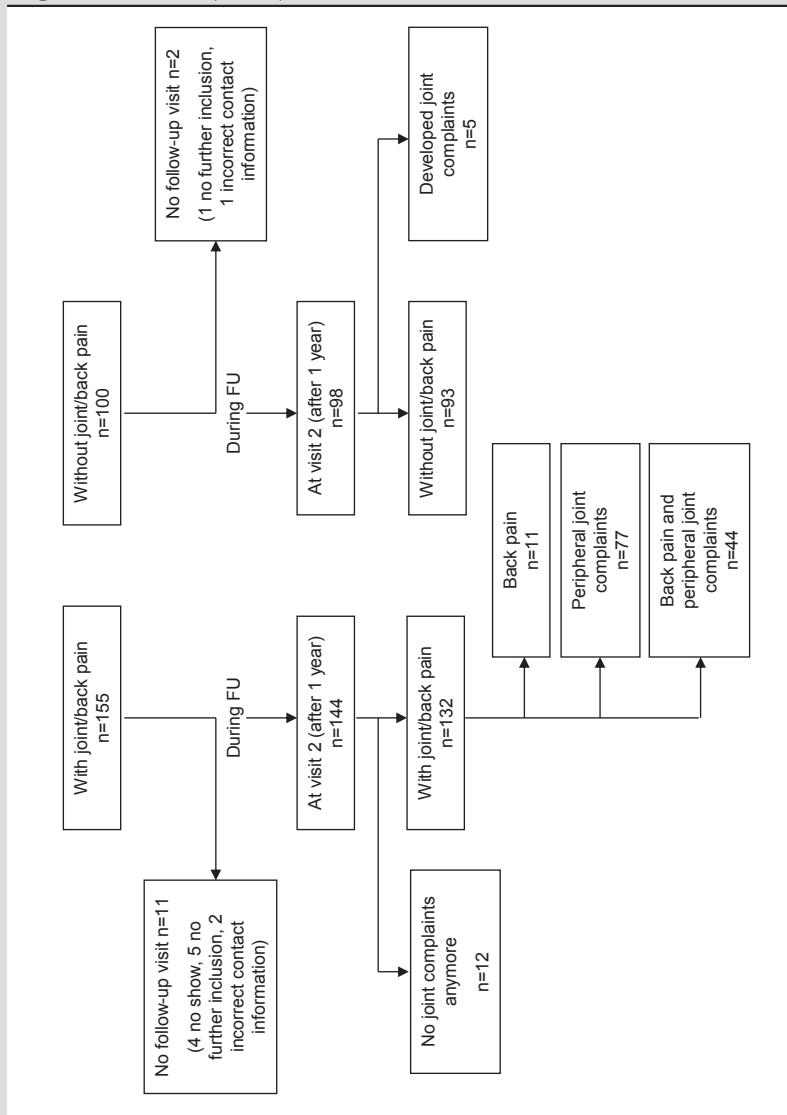 With joint/back pain
n=155
Without joint/back pain
n=100
No follow-up visit n=11
(4 no show, 5 no
further inclusion, 2
incorrect contact
information)
No follow-up visit n=2
(1 no further inclusion,
1 incorrect contact
information)
During FU
During FU
At visit 2 (after 1 year)
n=144
At visit 2 (after 1 year)
n=98
No joint complaints
anymore
n=12
With joint/back pain
n=132
Without joint/back pain
n=93
Developed joint
complaints
n=5
Back pain
n=11
Peripheral joint
complaints
n=77
Back pain and
peripheral joint
complaints
n=44